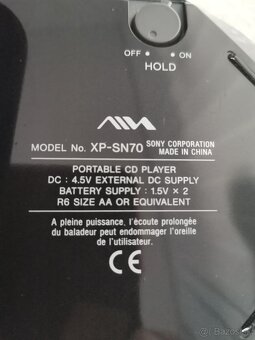 OFF ON
HOLD
AIWA
MODEL No. XP-SN70 SONY CORPORATION
MADE IN CHINA
PORTABLE CD PLAYER
DC : 4.5V EXTERNAL DC SUPPLY
BATTERY SUPPLY : 1.5V × 2
R6 SIZE AA OR EQUIVALENT
A pleine puissance, l'écoute prolongée
du baladeur peut endommager l'oreille
de l'utilisateur.
CE